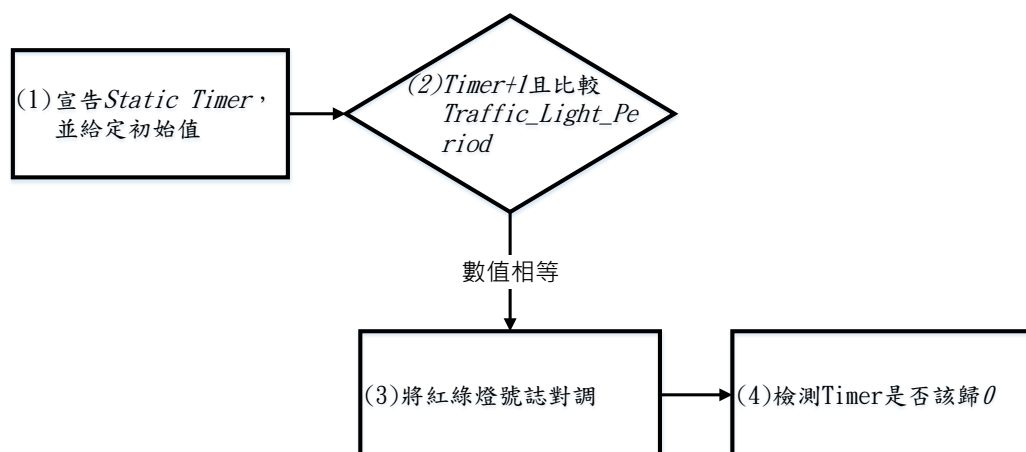 (1)宣告Static Timer，
並給定初始值
(2)Timer+1且比較
Traffic_Light_Pe
riod
數值相等
(3)將紅綠燈號誌對調
(4)檢測Timer是否該歸0